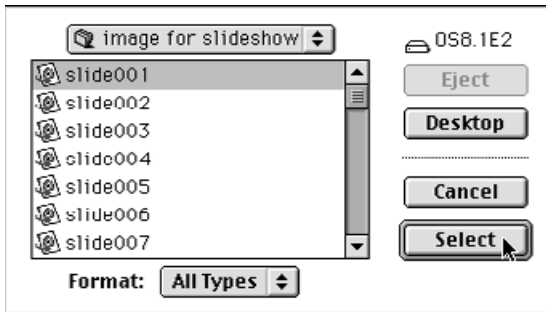 image for slideshow
OS8.1E2
slide001
Eject
slide002
Desktop
slide003
slide004
slide005
Cancel
slide006
Select
slide007
Format: All Types